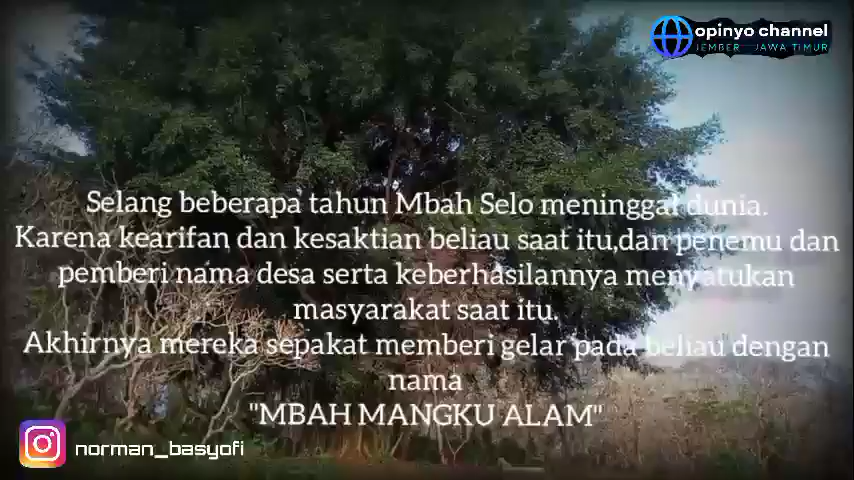 opinyo channel
JEMBER JAWA TIMUR
Selang beberapa tahun Mbah Selo meninggal dunia.
Karena kearifan dan kesaktian beliau saat itu,dan penemu dan
pemberi nama desa serta keberhasilannya menyatukan
masyarakat saat itu.
Akhirnya mereka sepakat memberi gelar pada beliau dengan
nama
"MBAH MANGKU ALAM"
norman_basyofi